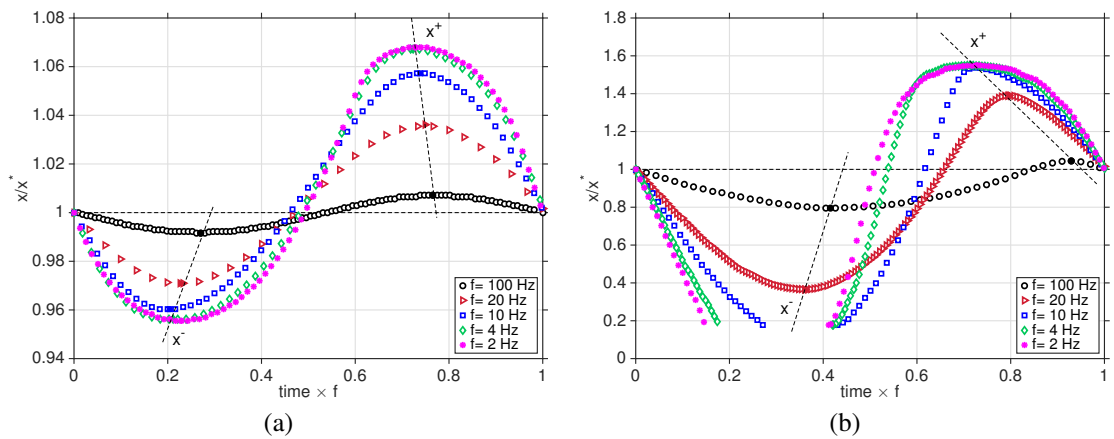 1.08
1.06
1.04
1.02
1
0.98
0.96
0.94
x/x*
0
0.2
0.4
0.6
0.8
1
time × f
x+
x-
f= 100 Hz
f= 20 Hz
f= 10 Hz
f= 4 Hz
f= 2 Hz
(a)
1.8
1.6
1.4
1.2
1
0.8
0.6
0.4
0.2
0
x/x*
0
0.2
0.4
0.6
0.8
1
time × f
x+
x-
f= 100 Hz
f= 20 Hz
f= 10 Hz
f= 4 Hz
f= 2 Hz
(b)